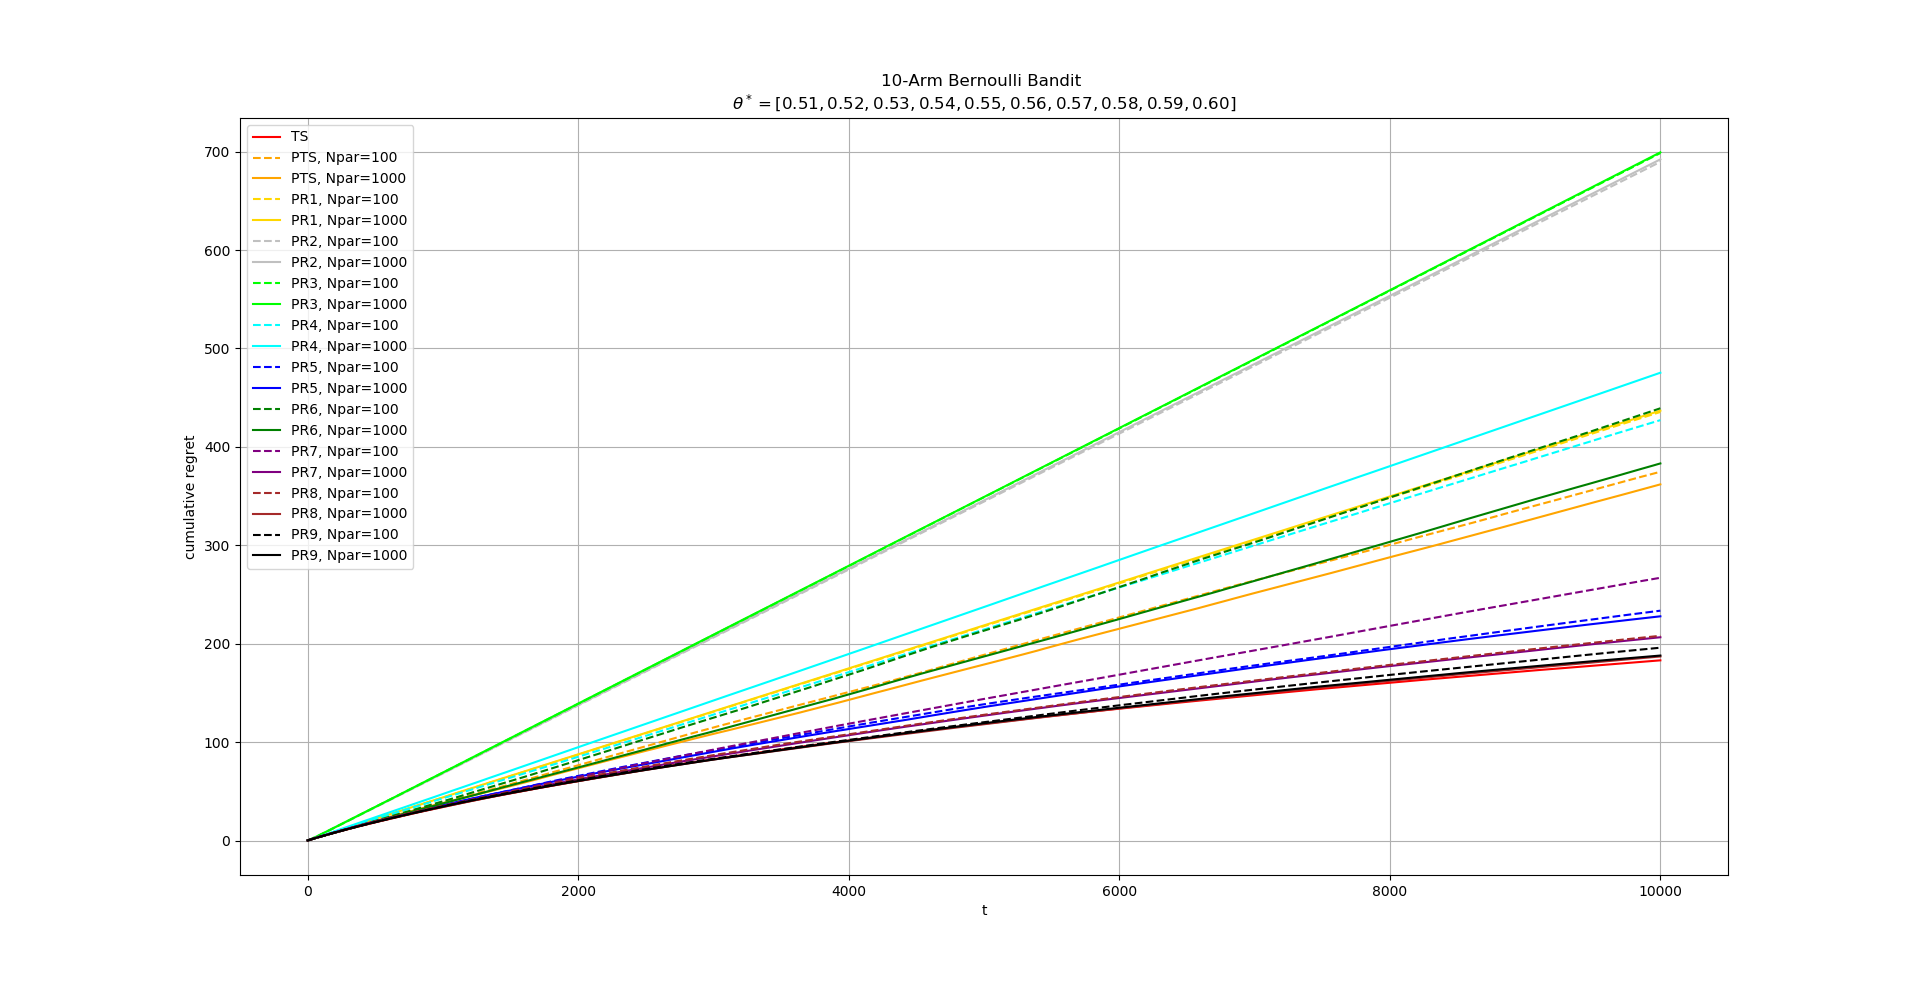 10-Arm Bernoulli Bandit
θ* = [0.51, 0.52, 0.53, 0.54, 0.55, 0.56, 0.57, 0.58, 0.59, 0.60]
TS
PTS, Npar=100
PTS, Npar=1000
PR1, Npar=100
PR1, Npar=1000
PR2, Npar=100
PR2, Npar=1000
PR3, Npar=100
PR3, Npar=1000
PR4, Npar=100
PR4, Npar=1000
PR5, Npar=100
PR5, Npar=1000
PR6, Npar=100
PR6, Npar=1000
PR7, Npar=100
PR7, Npar=1000
PR8, Npar=100
PR8, Npar=1000
PR9, Npar=100
PR9, Npar=1000
700
600
500
400
300
200
100
0
cumulative regret
0 2000 4000 6000 8000 10000
t